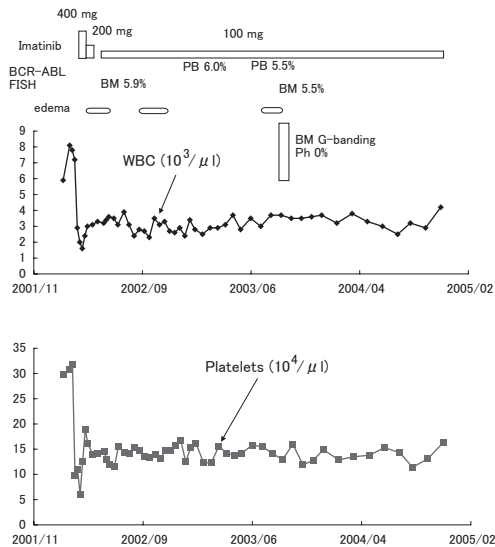 400 mg
200 mg
100 mg
Imatinib
PB 6.0% PB 5.5%
BCR-ABL
FISH
BM 5.9% BM 5.5%
edema
BM G-banding
Ph 0%
WBC (10³/μl)
9
8
7
6
5
4
3
2
1
0
2001/11 2002/09 2003/06 2004/04 2005/02
Platelets (10⁴/μl)
35
30
25
20
15
10
5
0
2001/11 2002/09 2003/06 2004/04 2005/02